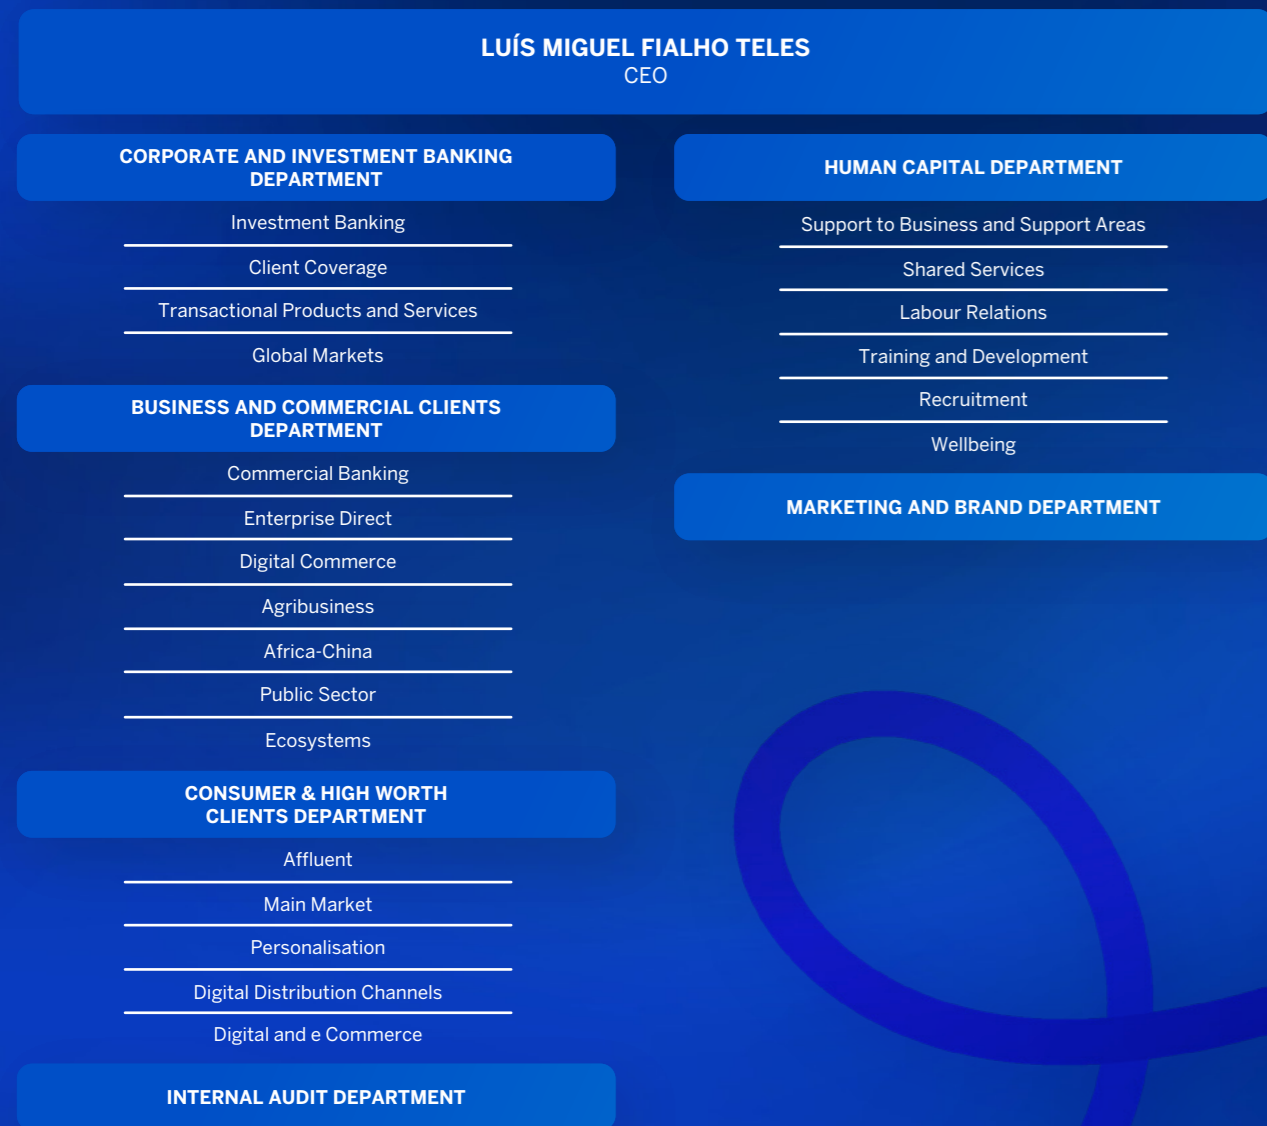 LUÍS MIGUEL FIALHO TELES
CEO
CORPORATE AND INVESTMENT BANKING
DEPARTMENT
Investment Banking
Client Coverage
Transactional Products and Services
Global Markets
BUSINESS AND COMMERCIAL CLIENTS
DEPARTMENT
Commercial Banking
Enterprise Direct
Digital Commerce
Agribusiness
Africa-China
Public Sector
Ecosystems
CONSUMER & HIGH WORTH
CLIENTS DEPARTMENT
Affluent
Main Market
Personalisation
Digital Distribution Channels
Digital and e Commerce
INTERNAL AUDIT DEPARTMENT
HUMAN CAPITAL DEPARTMENT
Support to Business and Support Areas
Shared Services
Labour Relations
Training and Development
Recruitment
Wellbeing
MARKETING AND BRAND DEPARTMENT